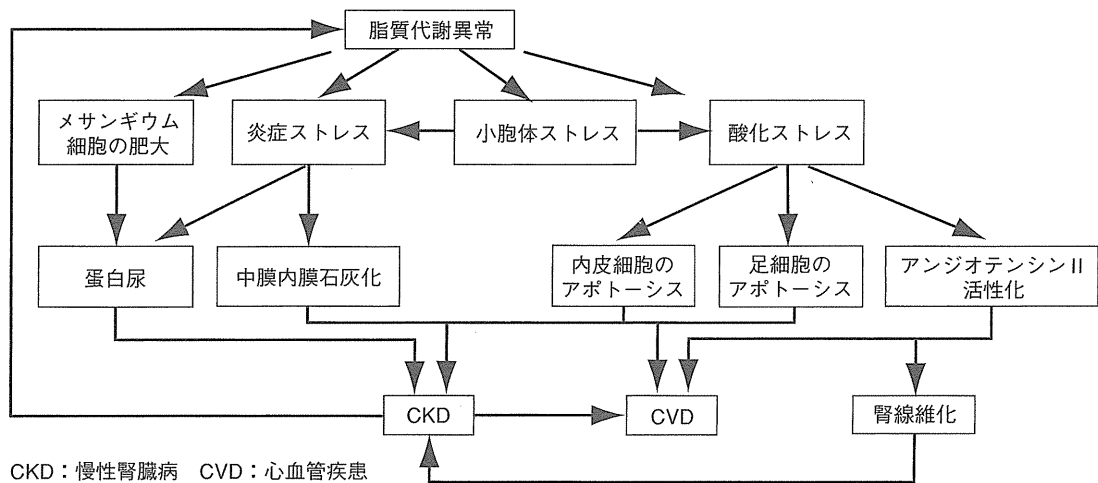 脂質代謝異常
メサンギウム
細胞の肥大
炎症ストレス
小胞体ストレス
酸化ストレス
蛋白尿
中膜内膜石灰化
内皮細胞の
アポトーシス
足細胞の
アポトーシス
アンジオテンシンII
活性化
CKD
CVD
腎線維化
CKD：慢性腎臓病　CVD：心血管疾患